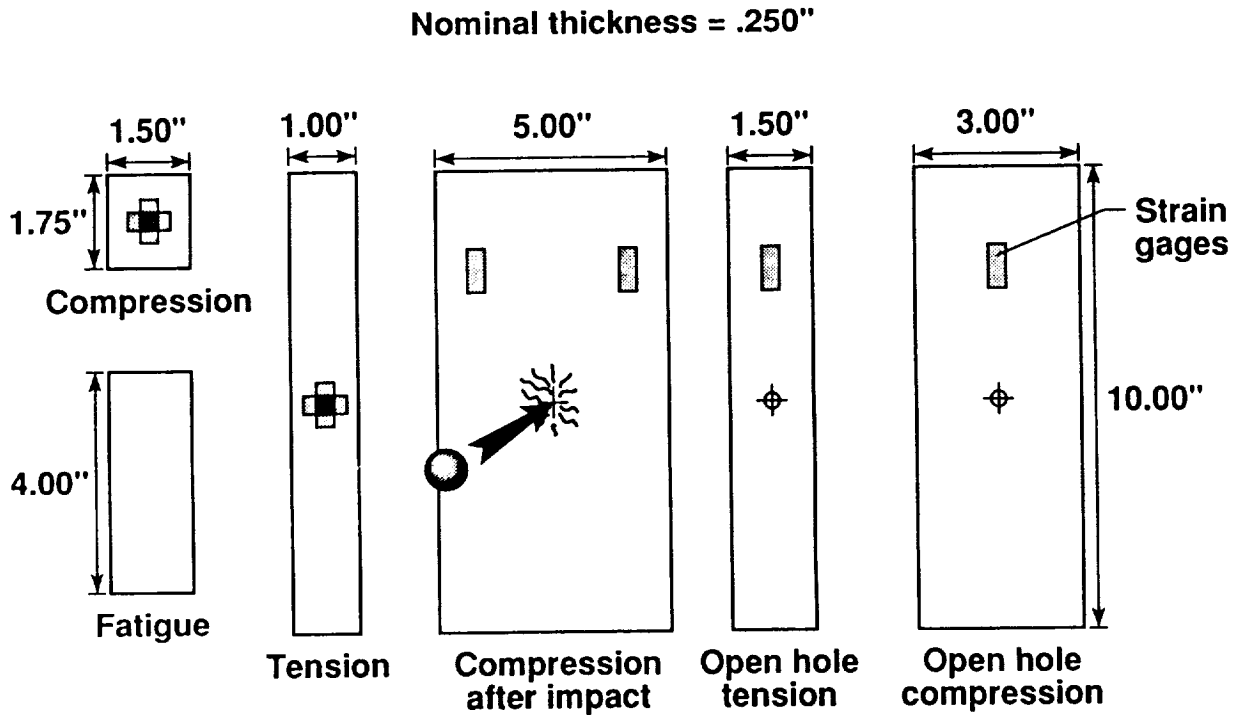 Nominal thickness = .250"
1.50"
1.00"
5.00"
1.50"
3.00"
1.75"
Strain
gages
Compression
10.00"
4.00"
Fatigue
Tension
Compression
after impact
Open hole
tension
Open hole
compression